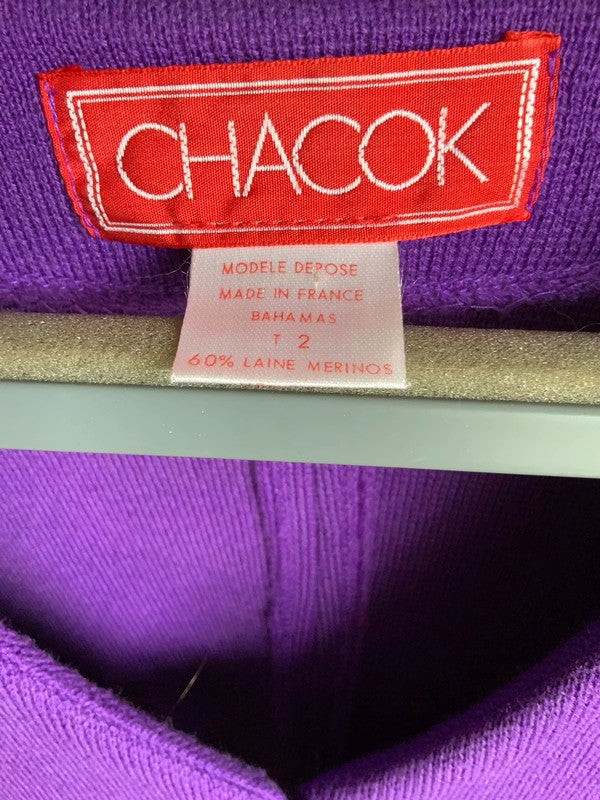 CHACOK
MODELE DEPOSE
MADE IN FRANCE
BAHAMAS
T 2
60% LAINE MERINOS